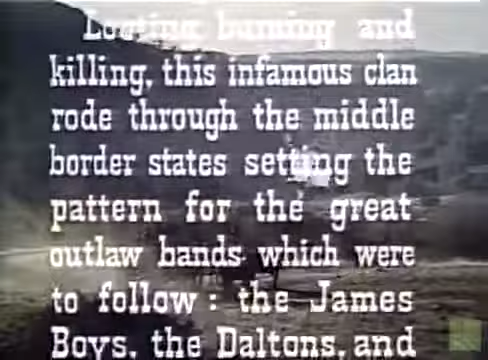 Looting, burning and
killing, this infamous clan
rode through the middle
border states setting the
pattern for the great
outlaw bands which were
to follow : the James
Boys, the Daltons, and